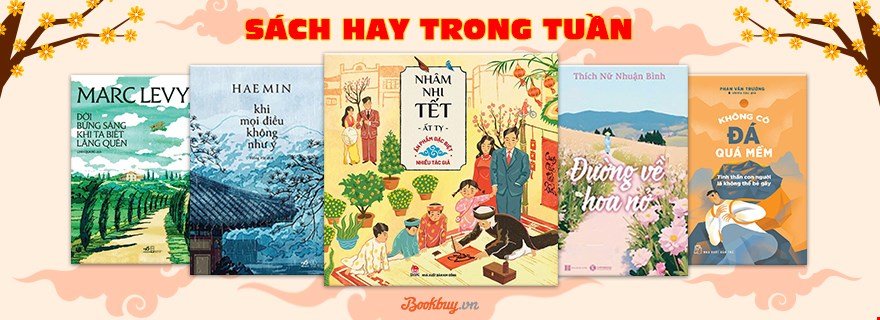 SÁCH HAY TRONG TUẦN
MARC LEVY
ĐỜI
BỪNG SÁNG
KHI TA BIẾT
LÃNG QUÊN
HAEMIN
khi
mọi điều
không
như ý
NHÂM
NHI
TẾT
- ẤT TỴ -
ẤN PHẨM ĐẶC BIỆT
NHIỀU TÁC GIẢ
Thích Nữ Nhuận Bình
Đường về
hoa nở
PHAN VĂN TRƯỜNG
KHÔNG CÓ
ĐÁ
QUÁ MỀM
Tinh thần con người
là không thể bẻ gãy
Bookbuy.vn